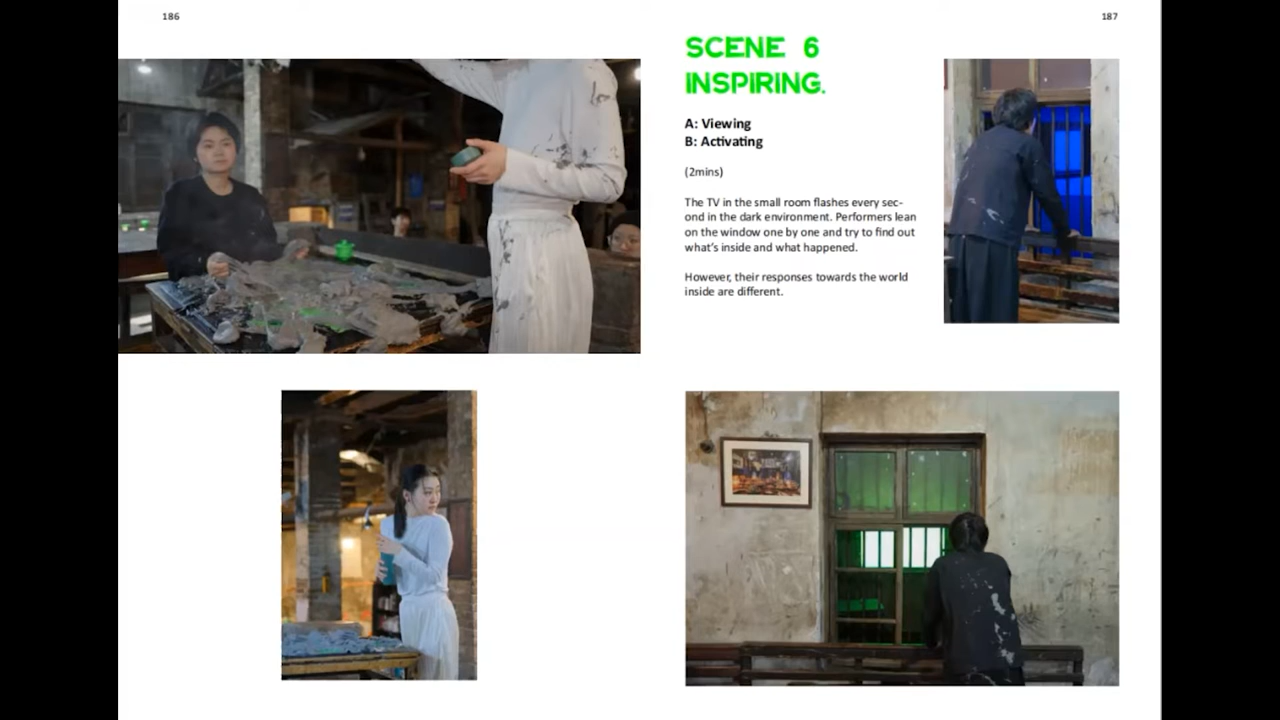 186
187
SCENE 6
INSPIRING.
A: Viewing
B: Activating
(2mins)
The TV in the small room flashes every sec-
ond in the dark environment. Performers lean
on the window one by one and try to find out
what's inside and what happened.
However, their responses towards the world
inside are different.